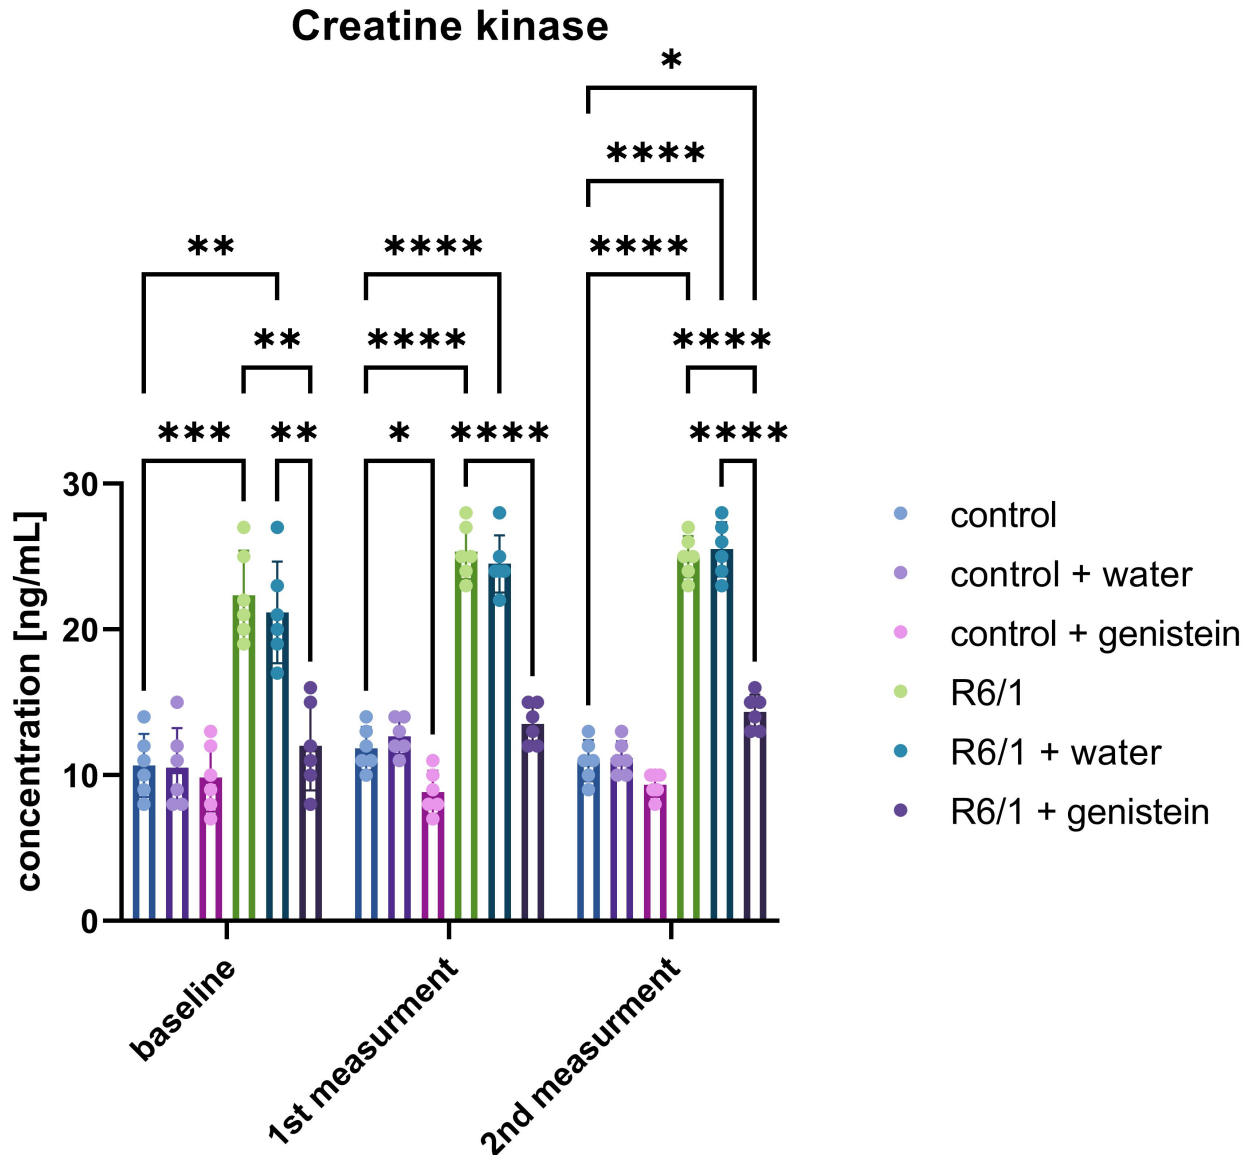 Creatine kinase
*
****
****
**
****
**
****
****
***
**
*
****
****
concentration [ng/mL]
30
20
10
0
baseline
1st measurment
2nd measurment
control
control + water
control + genistein
R6/1
R6/1 + water
R6/1 + genistein